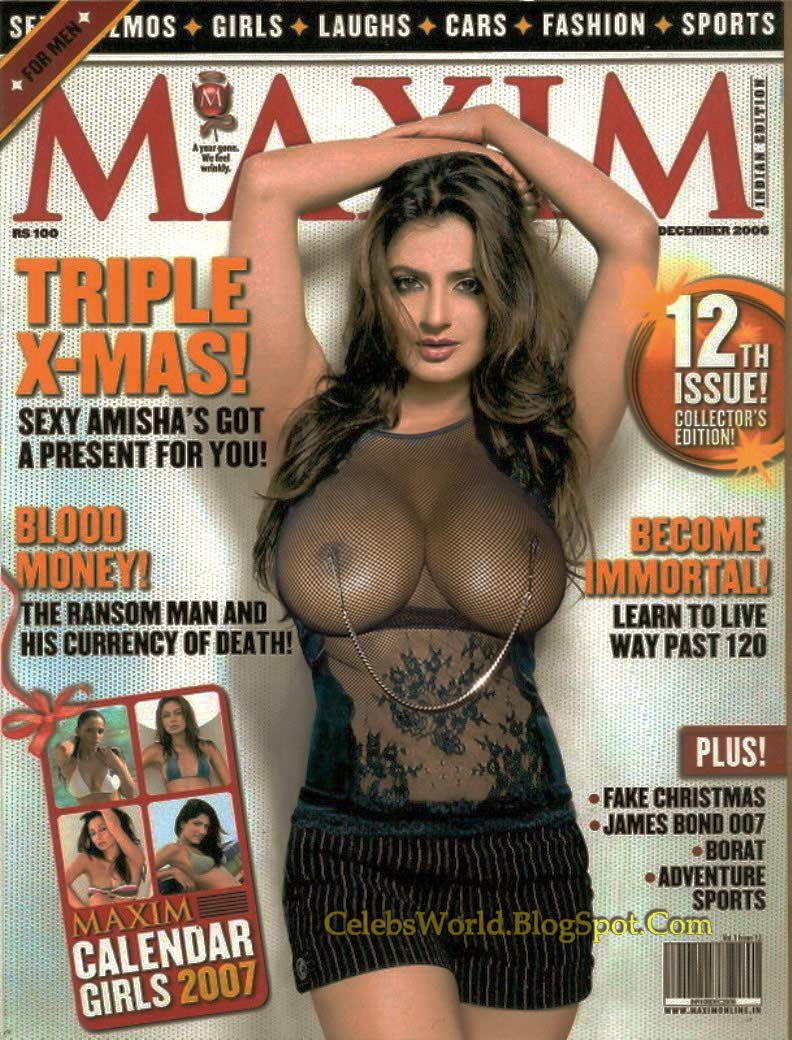 GIRLS ✦ LAUGHS ✦ CARS ✦ FASHION ✦ SPORTS
FOR MEN
MAXIM
INDIAN EDITION
M
A year gone.
We feel
wrinkly.
RS 100
DECEMBER 2006
TRIPLE
X-MAS!
SEXY AMISHA'S GOT
A PRESENT FOR YOU!
12TH
ISSUE!
COLLECTOR'S
EDITION!
BLOOD
MONEY!
THE RANSOM MAN AND
HIS CURRENCY OF DEATH!
BECOME
IMMORTAL!
LEARN TO LIVE
WAY PAST 120
PLUS!
•FAKE CHRISTMAS
•JAMES BOND 007
•BORAT
•ADVENTURE
SPORTS
MAXIM
CALENDAR
GIRLS 2007
CelebsWorld.BlogSpot.Com
WWW.MAXIMONLINE.IN